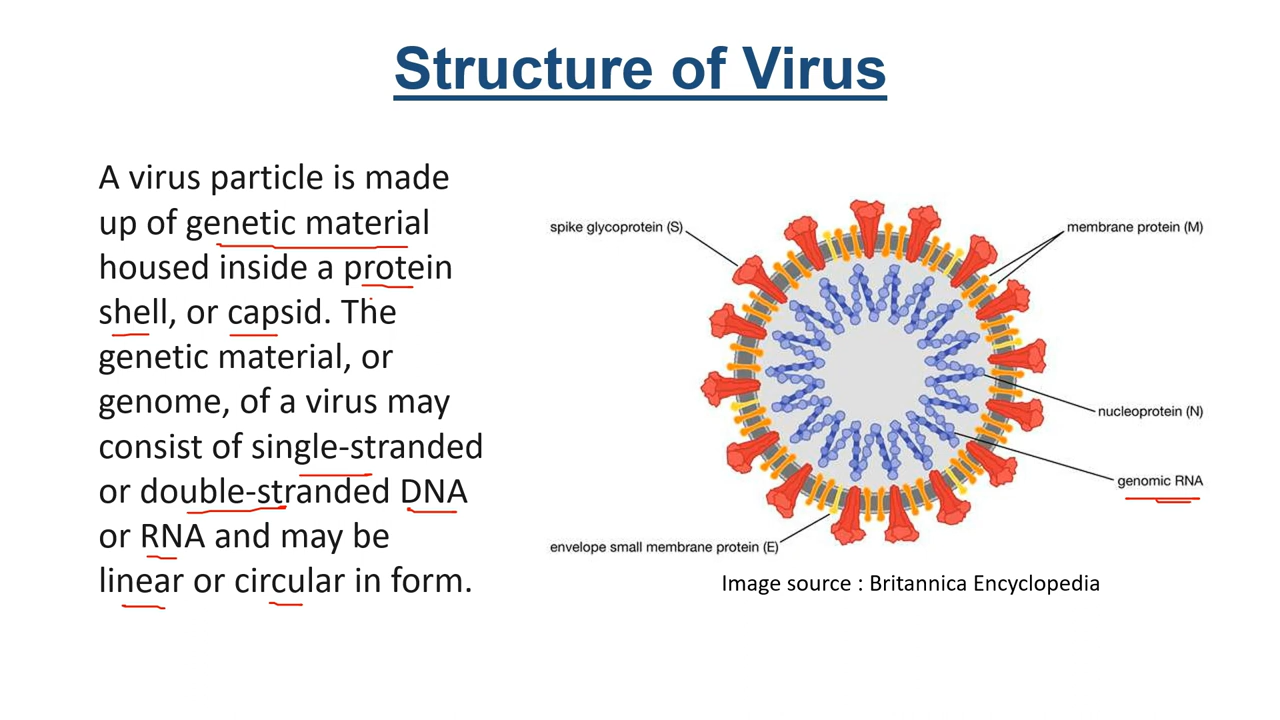 Structure of Virus
A virus particle is made
up of genetic material
housed inside a protein
shell, or capsid. The
genetic material, or
genome, of a virus may
consist of single-stranded
or double-stranded DNA
or RNA and may be
linear or circular in form.
spike glycoprotein (S)
membrane protein (M)
nucleoprotein (N)
genomic RNA
envelope small membrane protein (E)
Image source : Britannica Encyclopedia